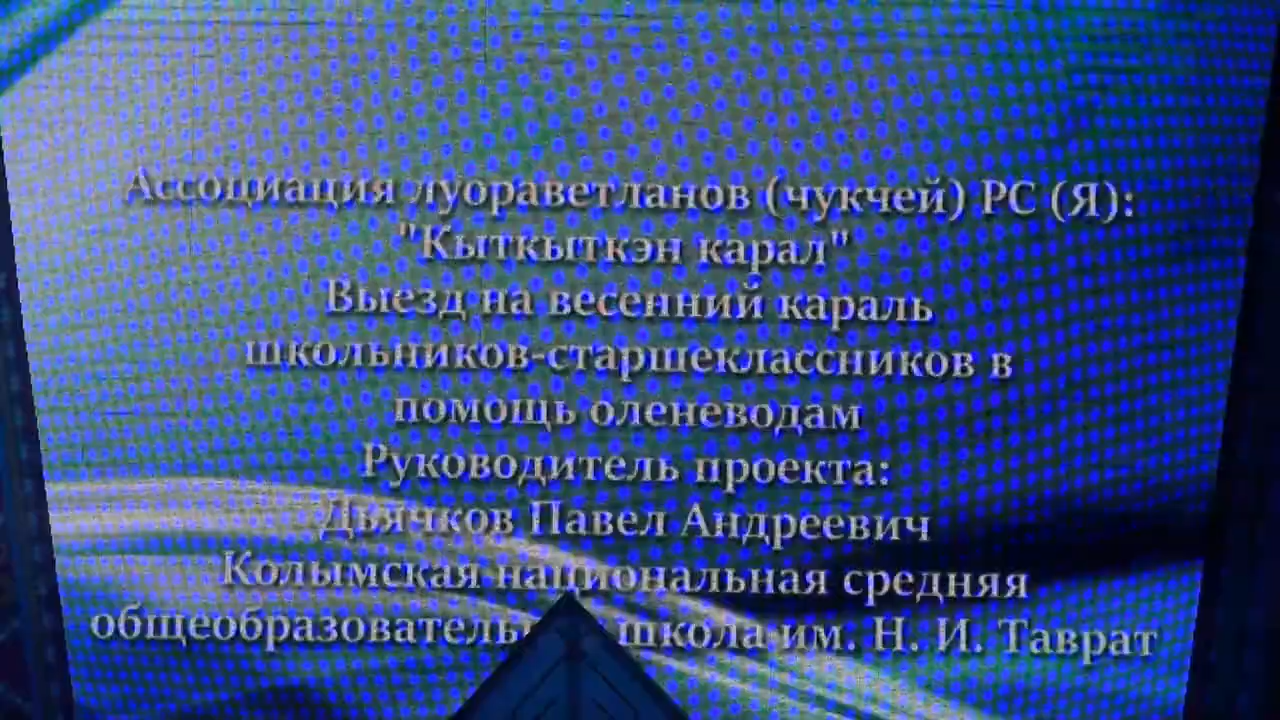 Ассоциация луораветланов (чукчей) РС (Я):
"Кыткыткэн карал"
Выезд на весенний караль
школьников-старшеклассников в
помощь оленеводам
Руководитель проекта:
Дьячков Павел Андреевич
Колымская национальная средняя
школа им. Н. И. Таврат